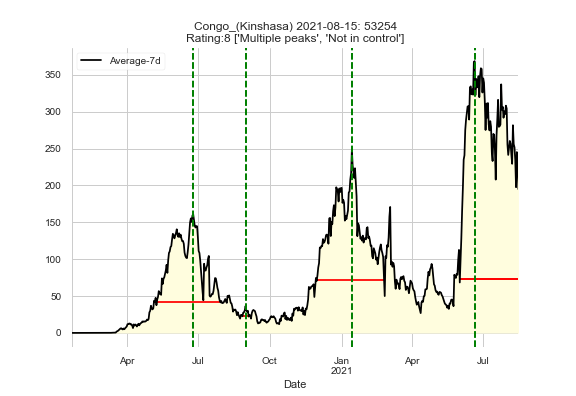 Congo_(Kinshasa) 2021-08-15: 53254
Rating:8 ['Multiple peaks', 'Not in control']
Average-7d
350
300
250
200
150
100
50
0
Apr Jul Oct Jan Apr Jul
2021
Date